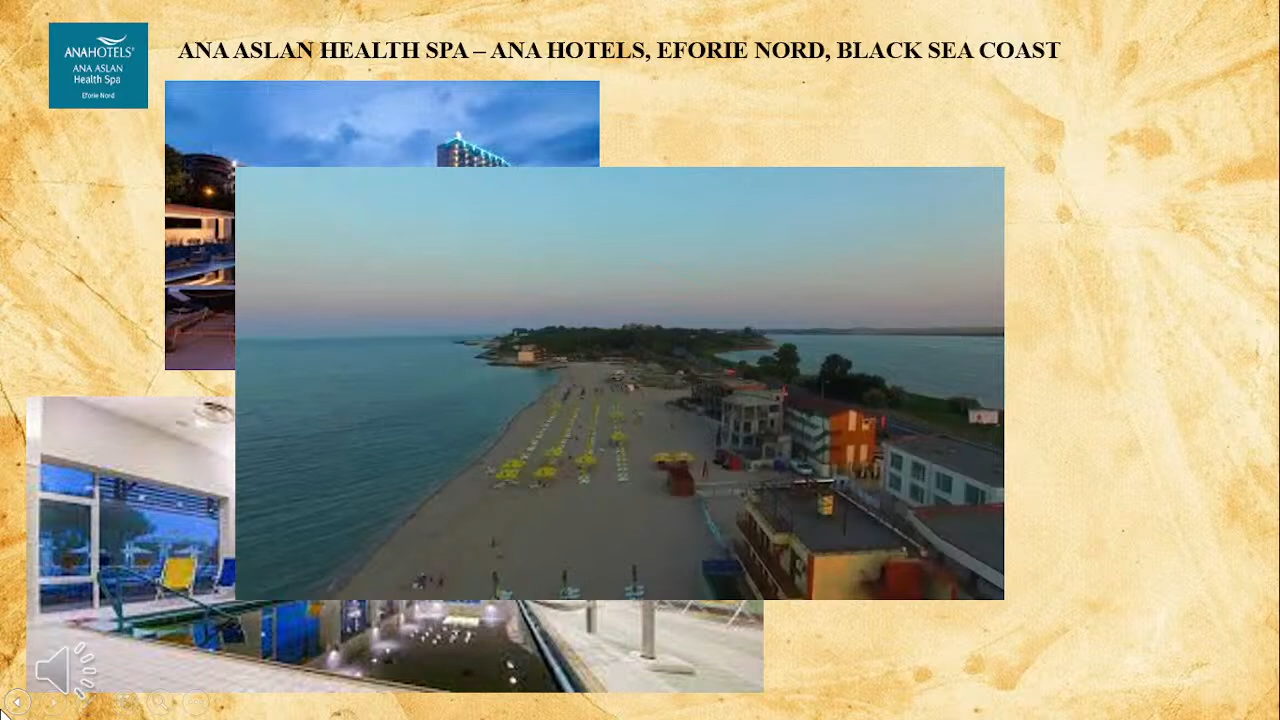 ANA ASLAN HEALTH SPA – ANA HOTELS, EFORIE NORD, BLACK SEA COAST
ANAHOTELS
ANA ASLAN
Health Spa
Eforie Nord